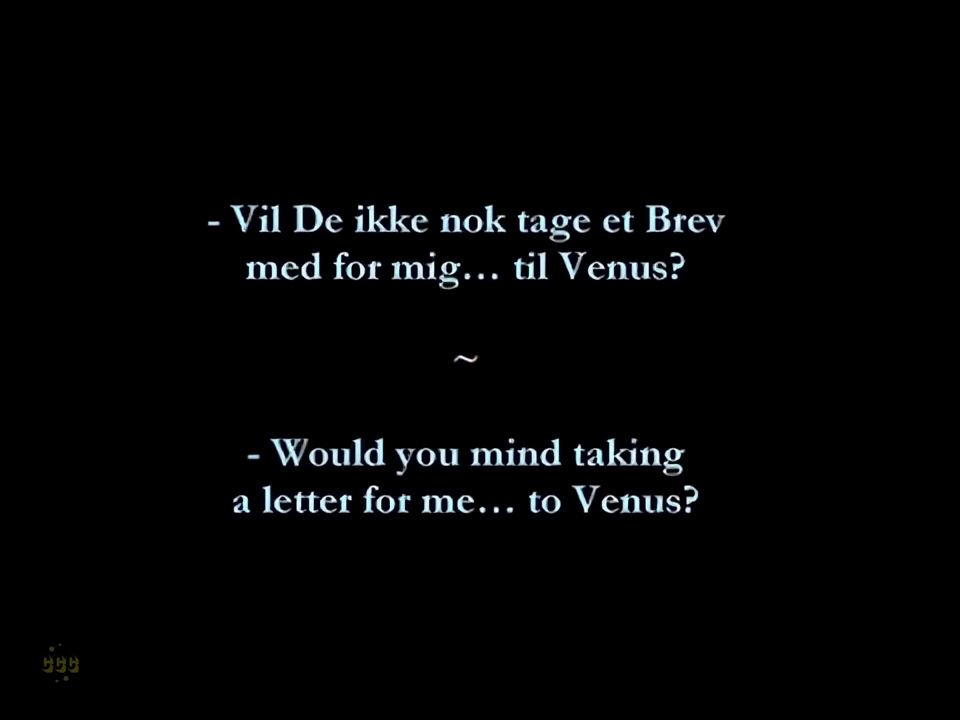 - Vil De ikke nok tage et Brev
med for mig... til Venus?
~
- Would you mind taking
a letter for me... to Venus?
CCC